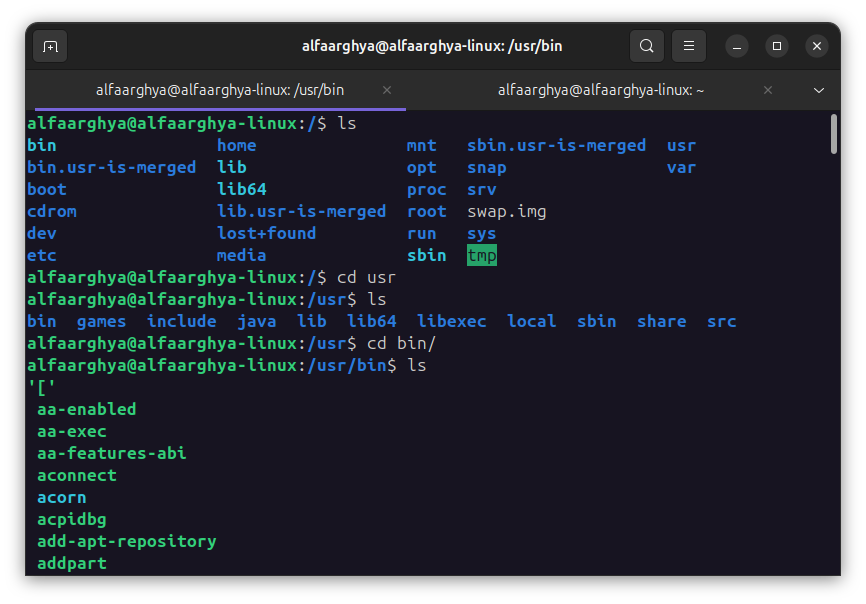 alfaarghya@alfaarghya-linux: /usr/bin
alfaarghya@alfaarghya-linux: /usr/bin alfaarghya@alfaarghya-linux: ~
alfaarghya@alfaarghya-linux:/$ ls
bin home mnt sbin.usr-is-merged usr
bin.usr-is-merged lib opt snap var
boot lib64 proc srv
cdrom lib.usr-is-merged root swap.img
dev lost+found run sys
etc media sbin tmp
alfaarghya@alfaarghya-linux:/$ cd usr
alfaarghya@alfaarghya-linux:/usr$ ls
bin games include java lib lib64 libexec local sbin share src
alfaarghya@alfaarghya-linux:/usr$ cd bin/
alfaarghya@alfaarghya-linux:/usr/bin$ ls
'['
aa-enabled
aa-exec
aa-features-abi
aconnect
acorn
acpidbg
add-apt-repository
addpart